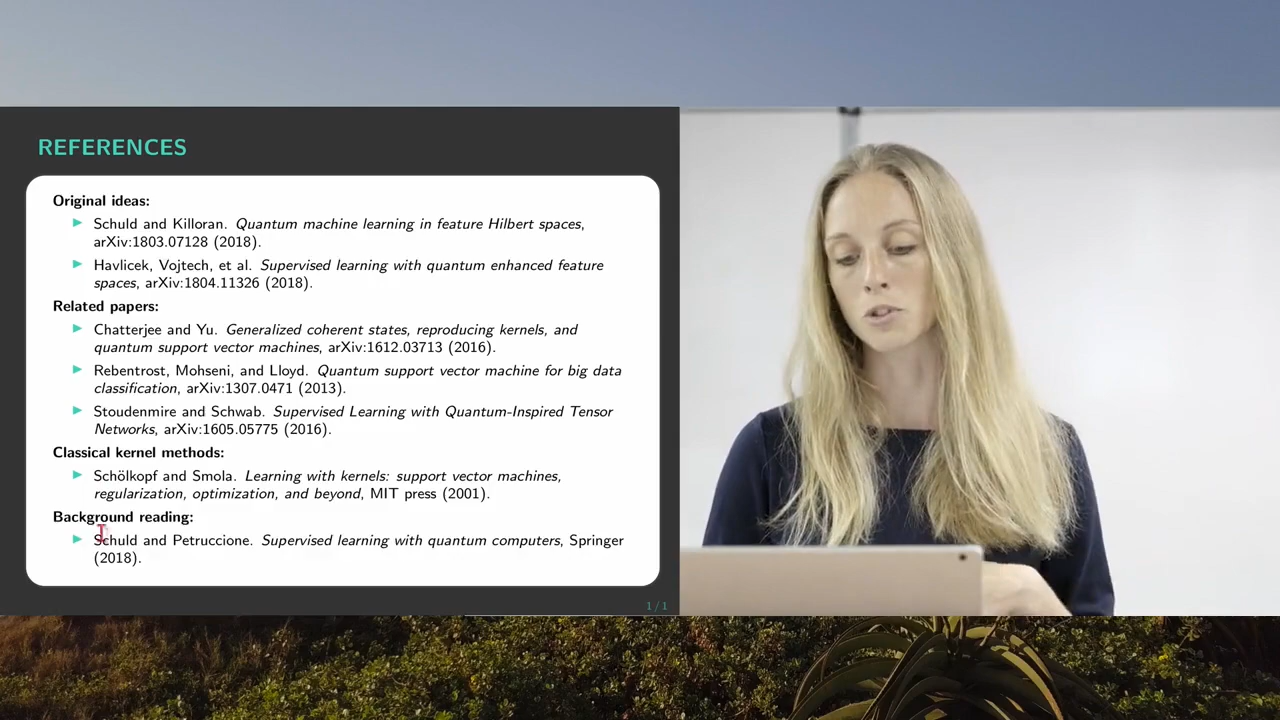 REFERENCES
Original ideas:
Schuld and Killoran. Quantum machine learning in feature Hilbert spaces,
arXiv:1803.07128 (2018).
Havlicek, Vojtech, et al. Supervised learning with quantum enhanced feature
spaces, arXiv:1804.11326 (2018).
Related papers:
Chatterjee and Yu. Generalized coherent states, reproducing kernels, and
quantum support vector machines, arXiv:1612.03713 (2016).
Rebentrost, Mohseni, and Lloyd. Quantum support vector machine for big data
classification, arXiv:1307.0471 (2013).
Stoudenmire and Schwab. Supervised Learning with Quantum-Inspired Tensor
Networks, arXiv:1605.05775 (2016).
Classical kernel methods:
Schölkopf and Smola. Learning with kernels: support vector machines,
regularization, optimization, and beyond, MIT press (2001).
Background reading:
Schuld and Petruccione. Supervised learning with quantum computers, Springer
(2018).
1/1